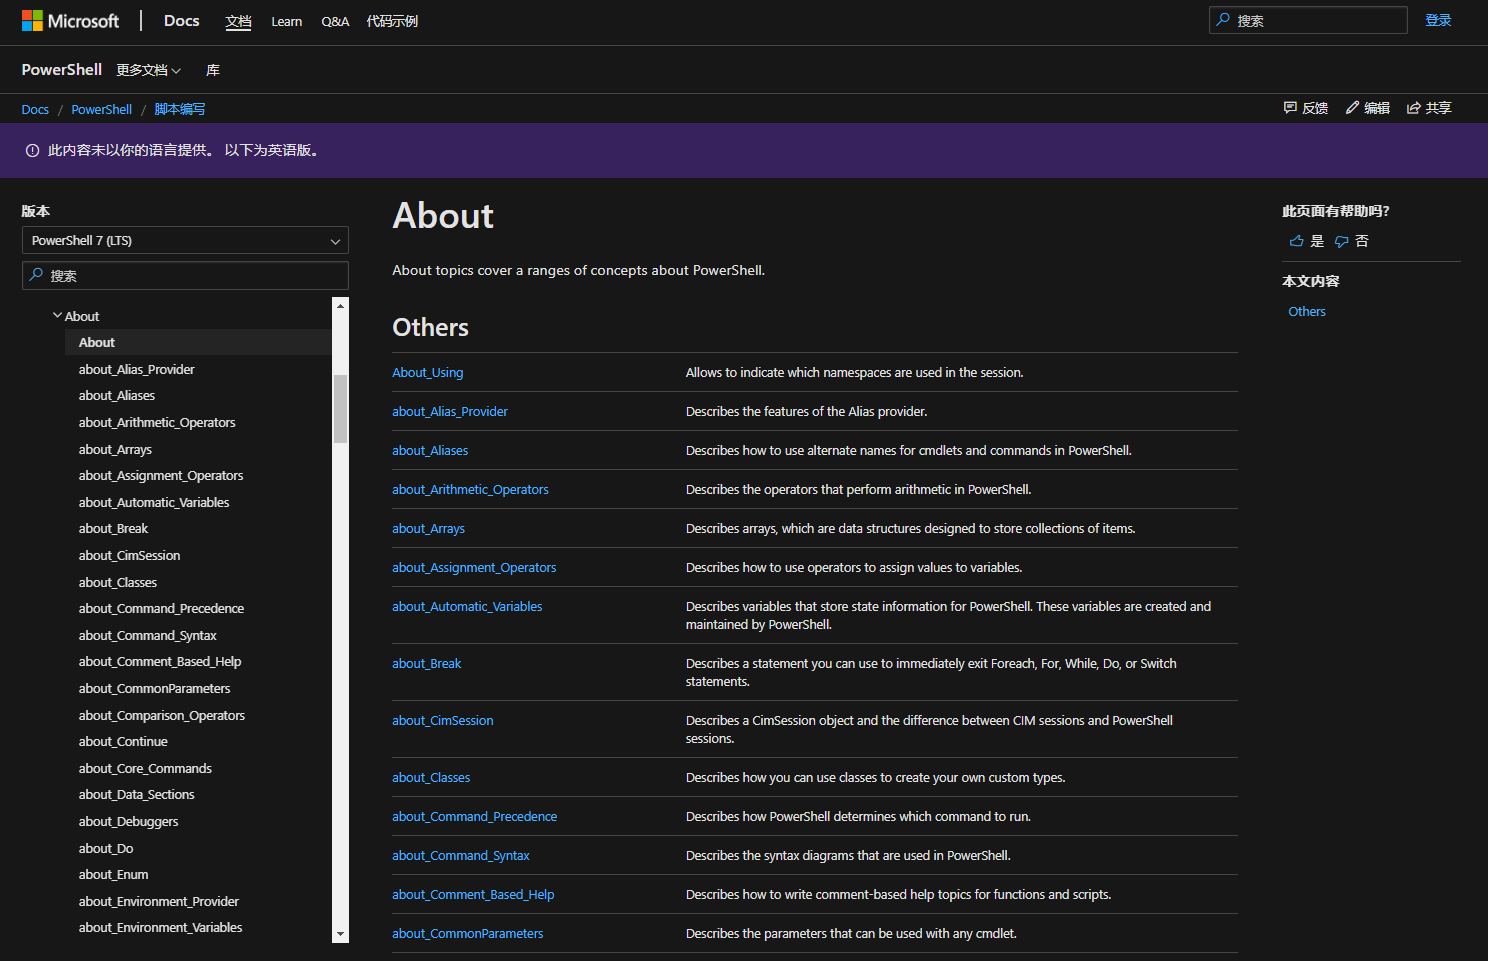 Microsoft Docs 文档 Learn Q&A 代码示例 搜索 登录
PowerShell 更多文档 库
Docs / PowerShell / 脚本编写 反馈 编辑 共享
此内容未以你的语言提供。 以下为英语版。
版本
PowerShell 7 (LTS)
搜索
About
About
about_Alias_Provider
about_Aliases
about_Arithmetic_Operators
about_Arrays
about_Assignment_Operators
about_Automatic_Variables
about_Break
about_CimSession
about_Classes
about_Command_Precedence
about_Command_Syntax
about_Comment_Based_Help
about_CommonParameters
about_Comparison_Operators
about_Continue
about_Core_Commands
about_Data_Sections
about_Debuggers
about_Do
about_Enum
about_Environment_Provider
about_Environment_Variables
About
About topics cover a ranges of concepts about PowerShell.
Others
About_Using Allows to indicate which namespaces are used in the session.
about_Alias_Provider Describes the features of the Alias provider.
about_Aliases Describes how to use alternate names for cmdlets and commands in PowerShell.
about_Arithmetic_Operators Describes the operators that perform arithmetic in PowerShell.
about_Arrays Describes arrays, which are data structures designed to store collections of items.
about_Assignment_Operators Describes how to use operators to assign values to variables.
about_Automatic_Variables Describes variables that store state information for PowerShell. These variables are created and
maintained by PowerShell.
about_Break Describes a statement you can use to immediately exit Foreach, For, While, Do, or Switch
statements.
about_CimSession Describes a CimSession object and the difference between CIM sessions and PowerShell
sessions.
about_Classes Describes how you can use classes to create your own custom types.
about_Command_Precedence Describes how PowerShell determines which command to run.
about_Command_Syntax Describes the syntax diagrams that are used in PowerShell.
about_Comment_Based_Help Describes how to write comment-based help topics for functions and scripts.
about_CommonParameters Describes the parameters that can be used with any cmdlet.
此页面有帮助吗?
是 否
本文内容
Others